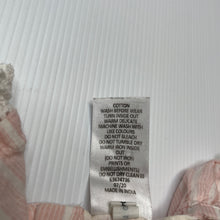 COTTON
WASH BEFORE WEAR
TURN INSIDE OUT
WARM DELICATE
MACHINE WASH WITH
LIKE COLOURS
DO NOT BLEACH
DO NOT TUMBLE DRY
WARM IRON INSIDE
OUT
(DO NOT IRON
PRINTS OR
EMBELLISHMENTS)
DO NOT DRY CLEAN
07/20
MADE IN INDIA